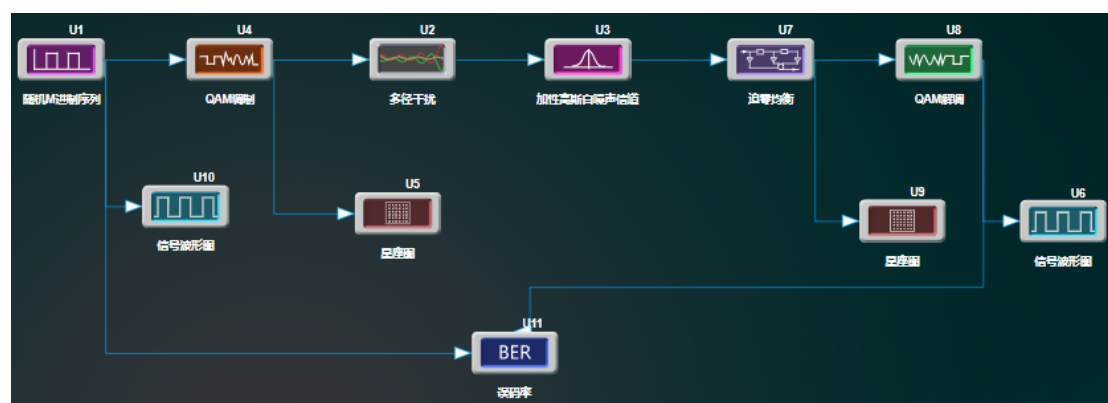 U1
U4
U2
U3
U7
U8
随机M进制序列
QAM调制
多径干扰
加性高斯白噪声信道
迫零均衡
QAM解调
U10
U5
U9
U6
信号波形图
星座图
星座图
信号波形图
U11
BER
误码率